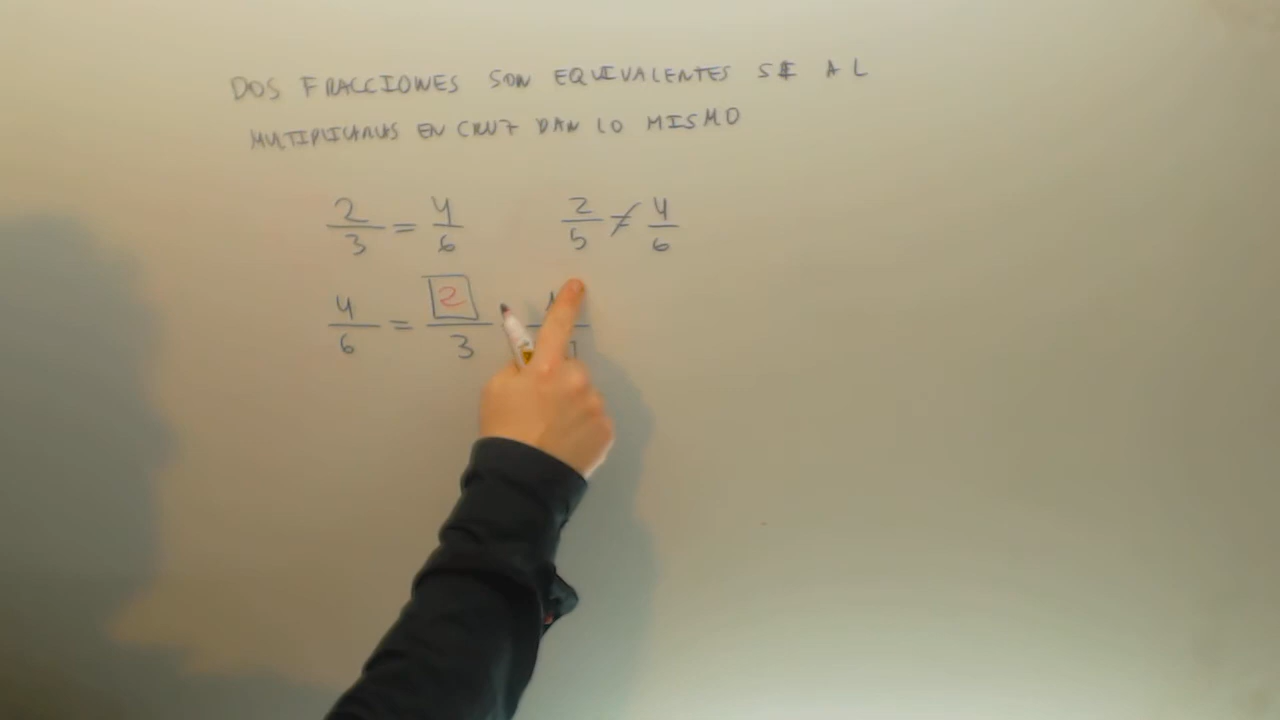 DOS FRACCIONES SON EQUIVALENTES SI AL
MULTIPLICARLAS EN CRUZ DAN LO MISMO
2/3 = 4/6 2/5 ≠ 4/6
4/6 = 2/3